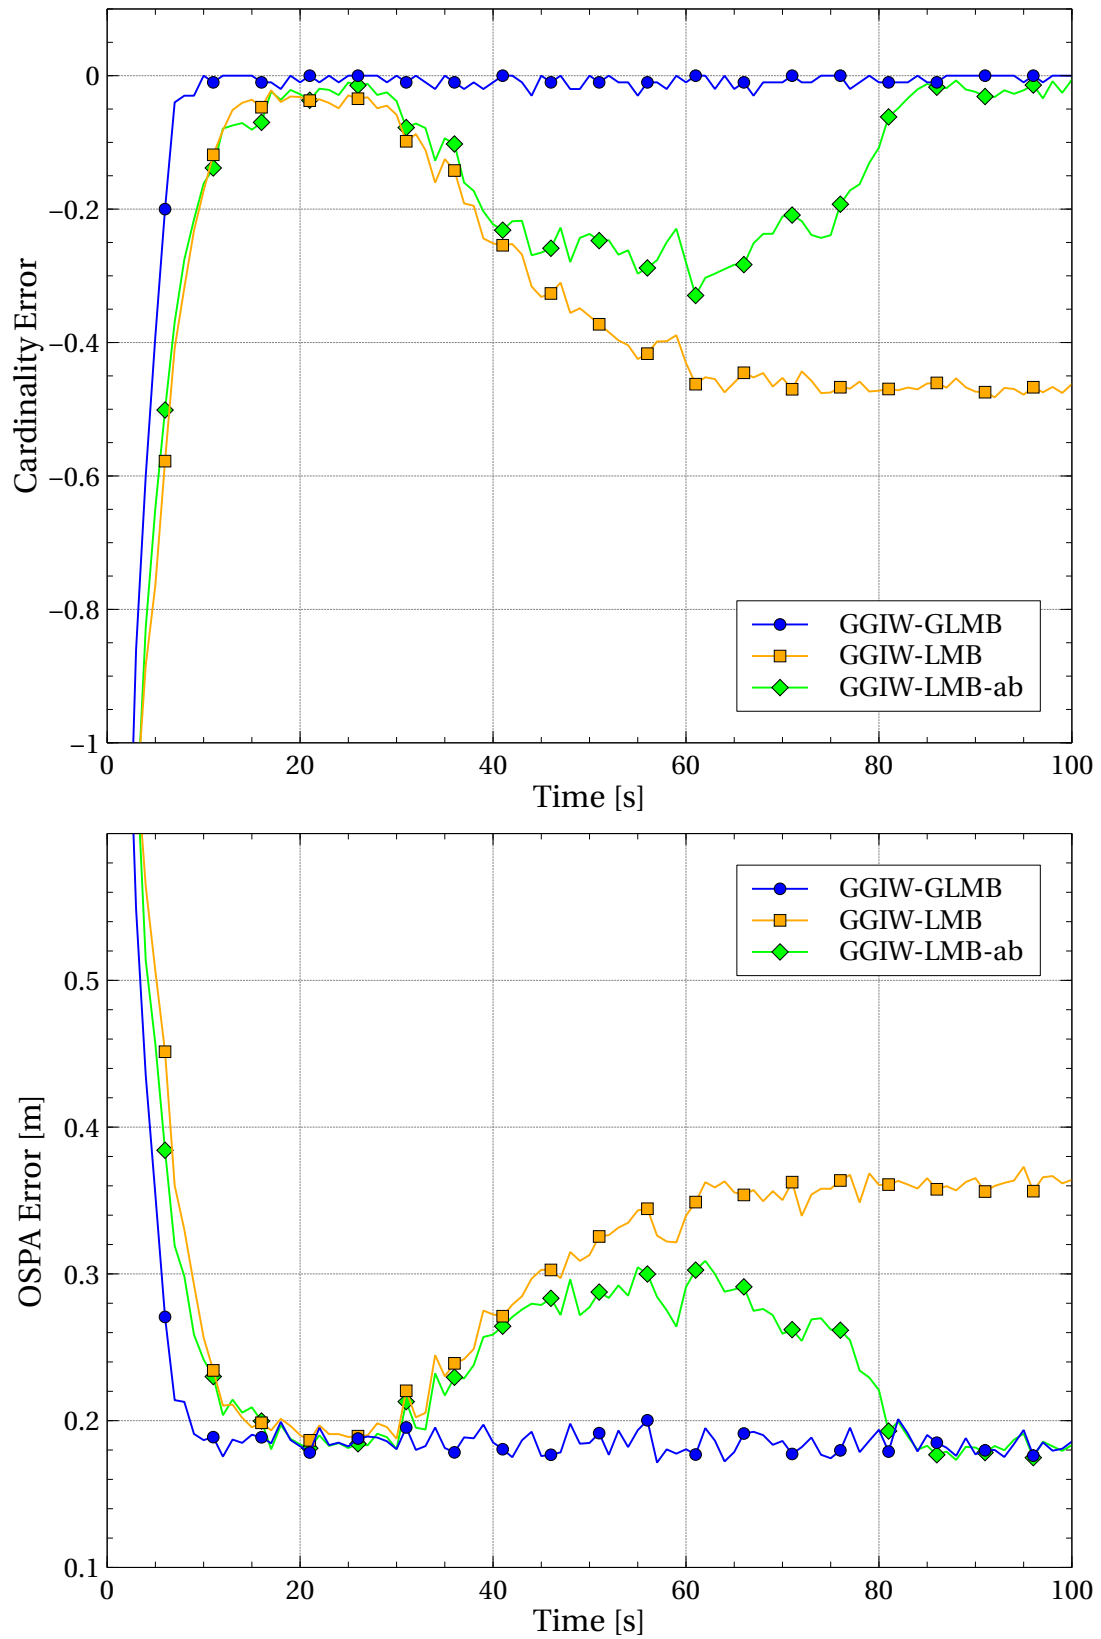 0
−0.2
−0.4
−0.6
−0.8
−1
Cardinality Error
GGIW-GLMB
GGIW-LMB
GGIW-LMB-ab
0 20 40 60 80 100
Time [s]
0.5
0.4
0.3
0.2
0.1
OSPA Error [m]
GGIW-GLMB
GGIW-LMB
GGIW-LMB-ab
0 20 40 60 80 100
Time [s]